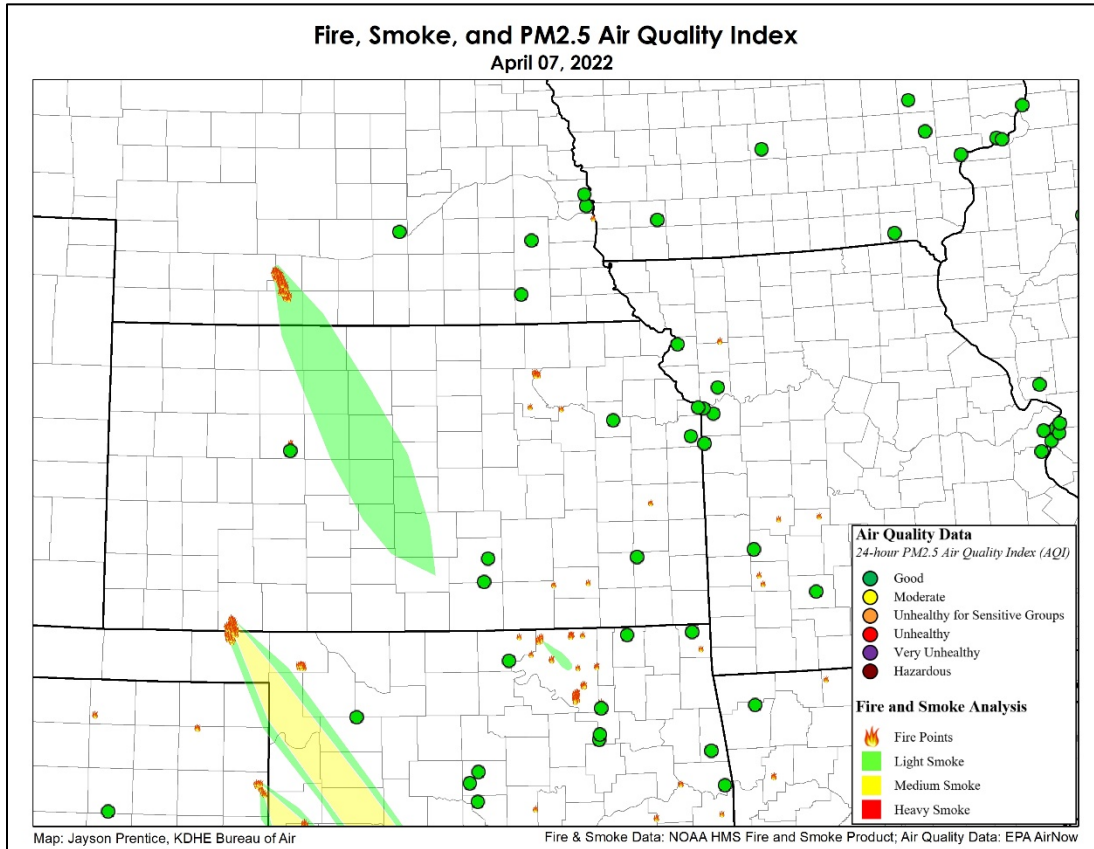 Fire, Smoke, and PM2.5 Air Quality Index
April 07, 2022
Air Quality Data
24-hour PM2.5 Air Quality Index (AQI)
Good
Moderate
Unhealthy for Sensitive Groups
Unhealthy
Very Unhealthy
Hazardous
Fire and Smoke Analysis
Fire Points
Light Smoke
Medium Smoke
Heavy Smoke
Map: Jayson Prentice, KDHE Bureau of Air
Fire & Smoke Data: NOAA HMS Fire and Smoke Product; Air Quality Data: EPA AirNow